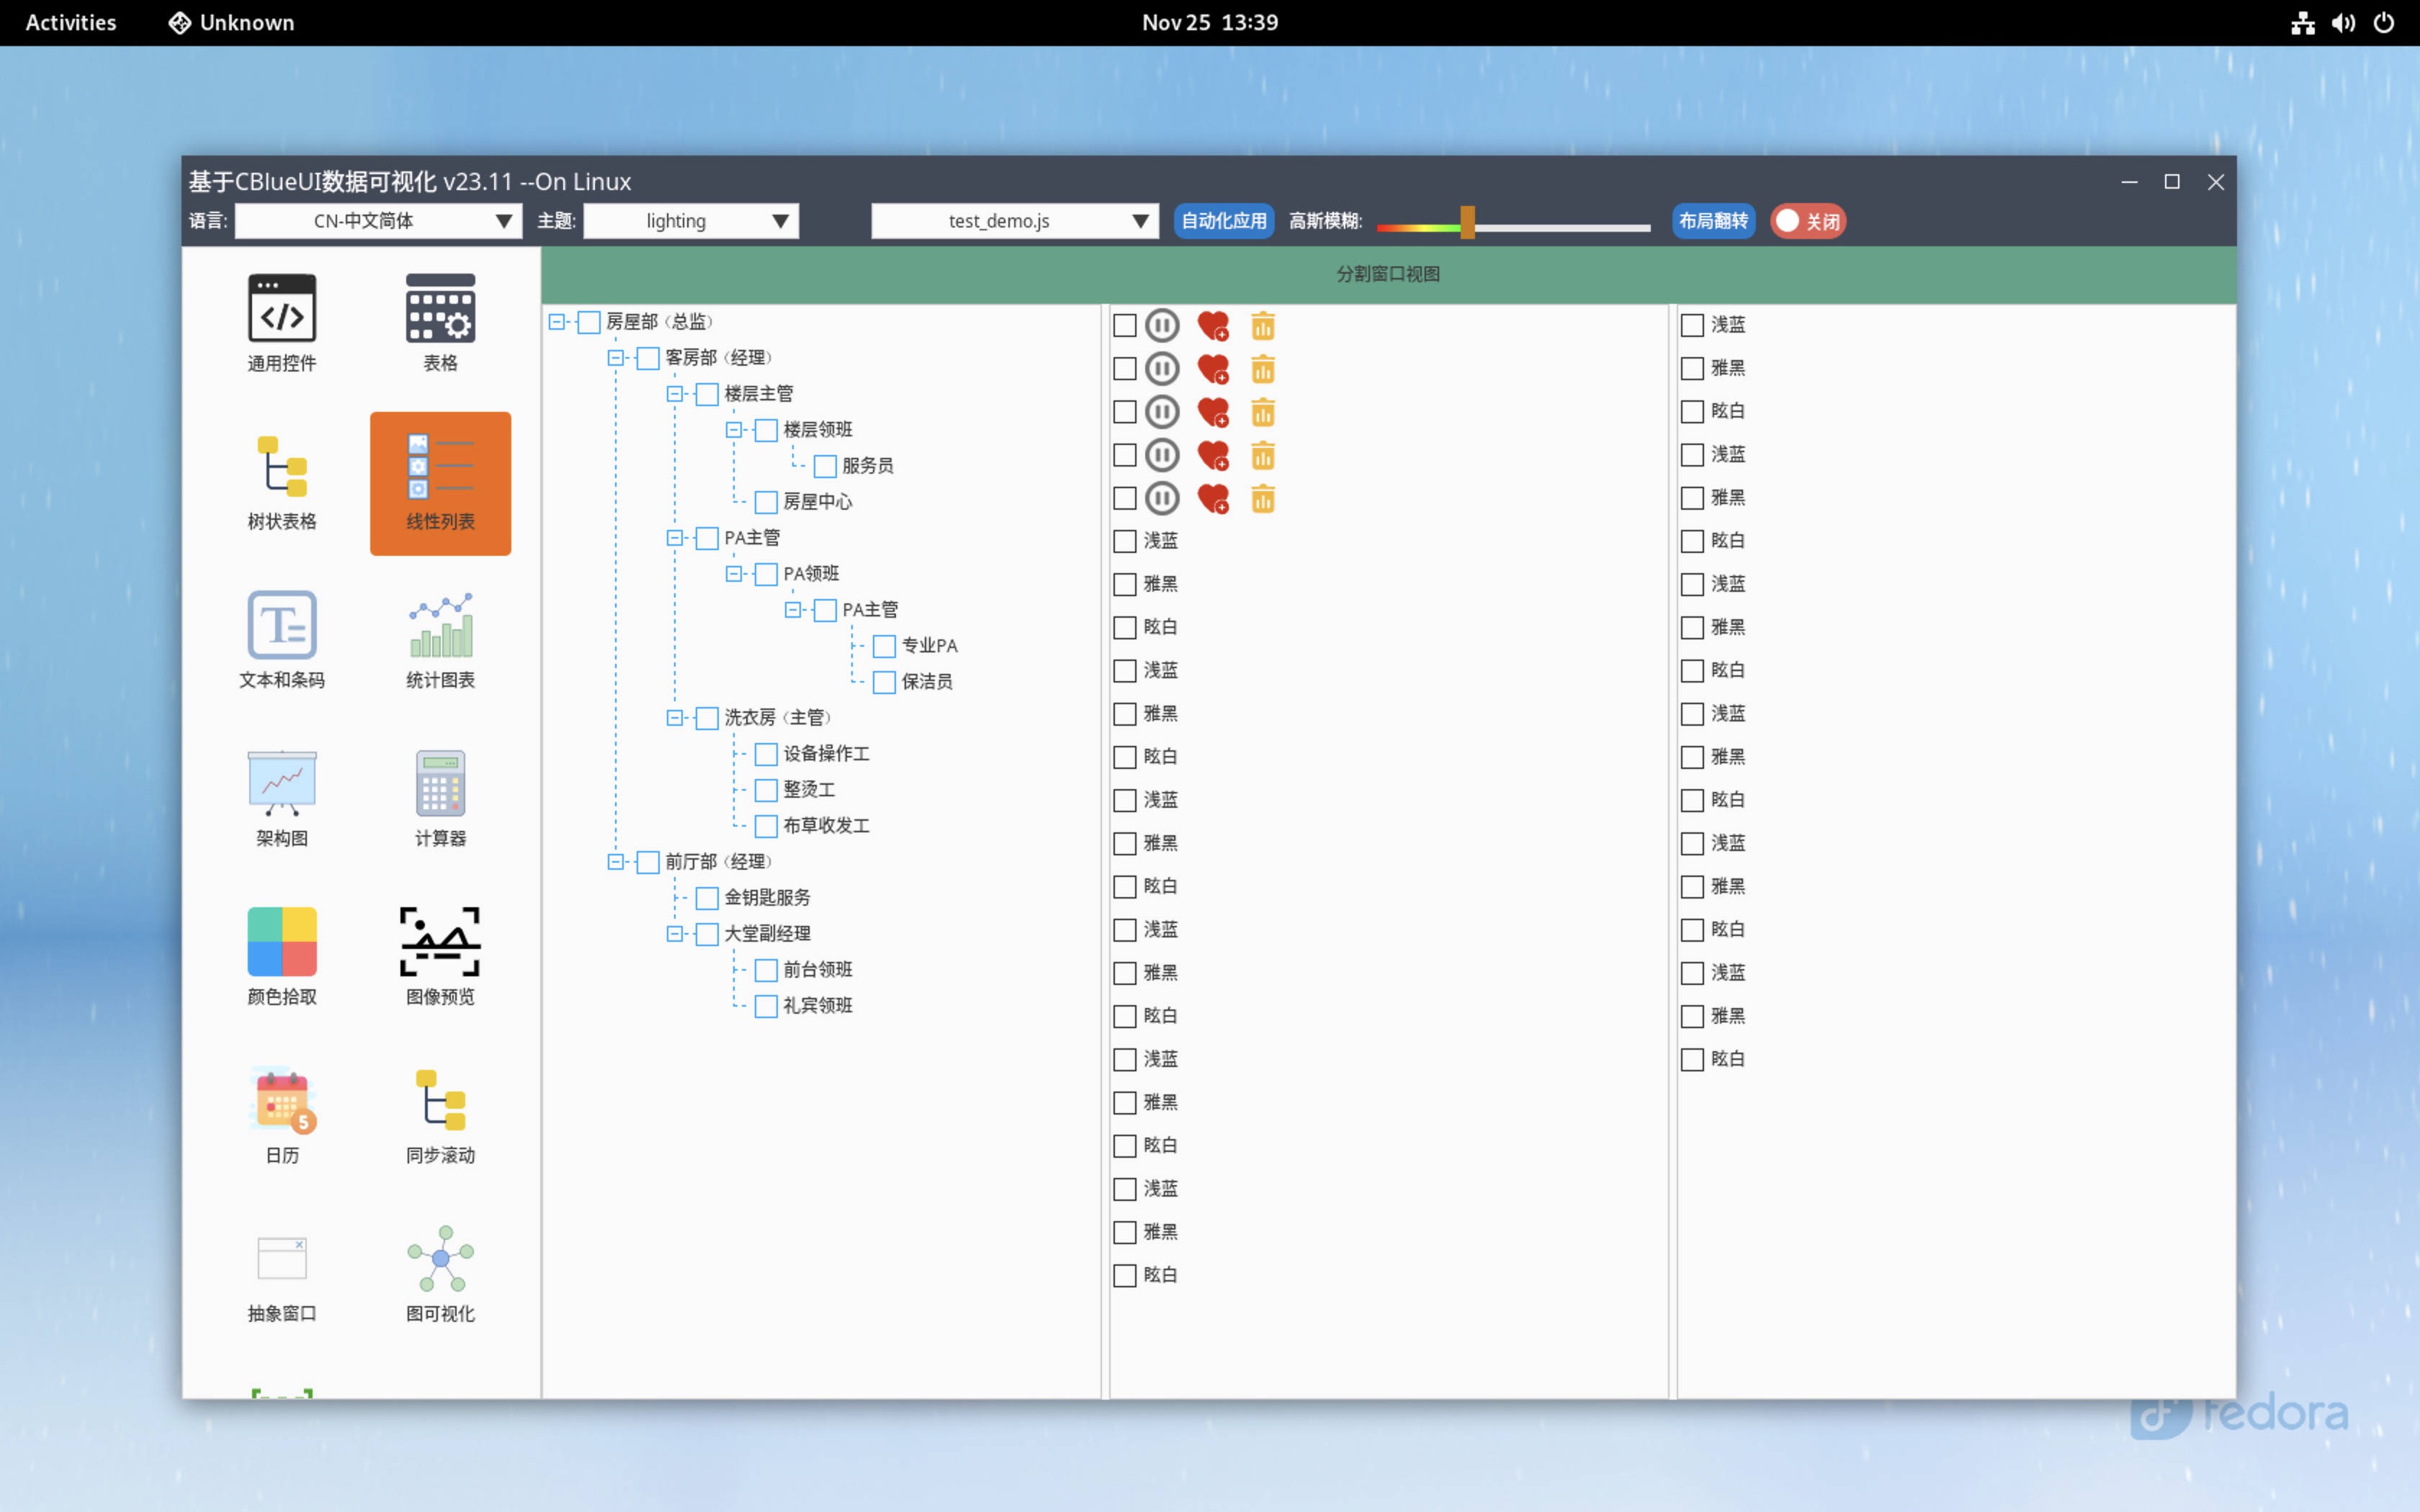 Activities
Unknown
Nov 25 13:39
基于CBlueUI数据可视化 v23.11 --On Linux
语言:
CN-中文简体
主题:
lighting
test_demo.js
自动化应用
高斯模糊:
布局翻转
关闭
通用控件
表格
树状表格
线性列表
文本和条码
统计图表
架构图
计算器
颜色拾取
图像预览
5
日历
同步滚动
抽象窗口
图可视化
分割窗口视图
房屋部（总监）
客房部（经理）
楼层主管
楼层领班
服务员
房屋中心
PA主管
PA领班
PA主管
专业PA
保洁员
洗衣房（主管）
设备操作工
整烫工
布草收发工
前厅部（经理）
金钥匙服务
大堂副经理
前台领班
礼宾领班
浅蓝
雅黑
眩白
浅蓝
雅黑
眩白
浅蓝
雅黑
眩白
浅蓝
雅黑
眩白
浅蓝
雅黑
眩白
浅蓝
雅黑
眩白
浅蓝
雅黑
眩白
浅蓝
雅黑
眩白
浅蓝
雅黑
眩白
浅蓝
雅黑
眩白
浅蓝
雅黑
眩白
浅蓝
雅黑
眩白
fedora